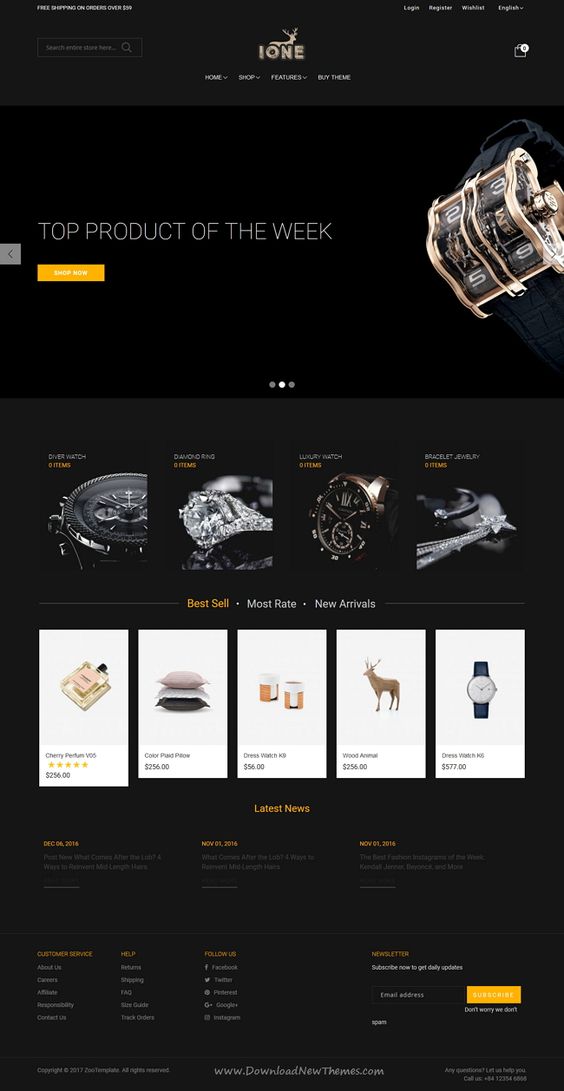 FREE SHIPPING ON ORDERS OVER $59
Login Register Wishlist English
Search entire store here...
IONE
0
HOME SHOP FEATURES BUY THEME
TOP PRODUCT OF THE WEEK
SHOP NOW
DIVER WATCH
0 ITEMS
DIAMOND RING
0 ITEMS
LUXURY WATCH
0 ITEMS
BRACELET JEWELRY
0 ITEMS
Best Sell • Most Rate • New Arrivals
Cherry Perfum V05
$256.00
Color Plaid Pillow
$256.00
Dress Watch K9
$56.00
Wood Animal
$256.00
Dress Watch K6
$577.00
Latest News
DEC 06, 2016
Post New What Comes After the Lob? 4
Ways to Reinvent Mid-Length Hairs
READ MORE
NOV 01, 2016
What Comes After the Lob? 4 Ways to
Reinvent Mid-Length Hairs
READ MORE
NOV 01, 2016
The Best Fashion Instagrams of the Week:
Kendall Jenner, Beyoncé, and More
READ MORE
CUSTOMER SERVICE
About Us
Careers
Affiliate
Responsibility
Contact Us
HELP
Returns
Shipping
FAQ
Size Guide
Track Orders
FOLLOW US
Facebook
Twitter
Pinterest
Google+
Instagram
NEWSLETTER
Subscribe now to get daily updates
Email address SUBSCRIBE
Don't worry we don't
spam
Copyright © 2017 ZooTemplate. All rights reserved.
www.DownloadNewThemes.com
Any questions? Let us help you.
Call us: +84 12354 6868